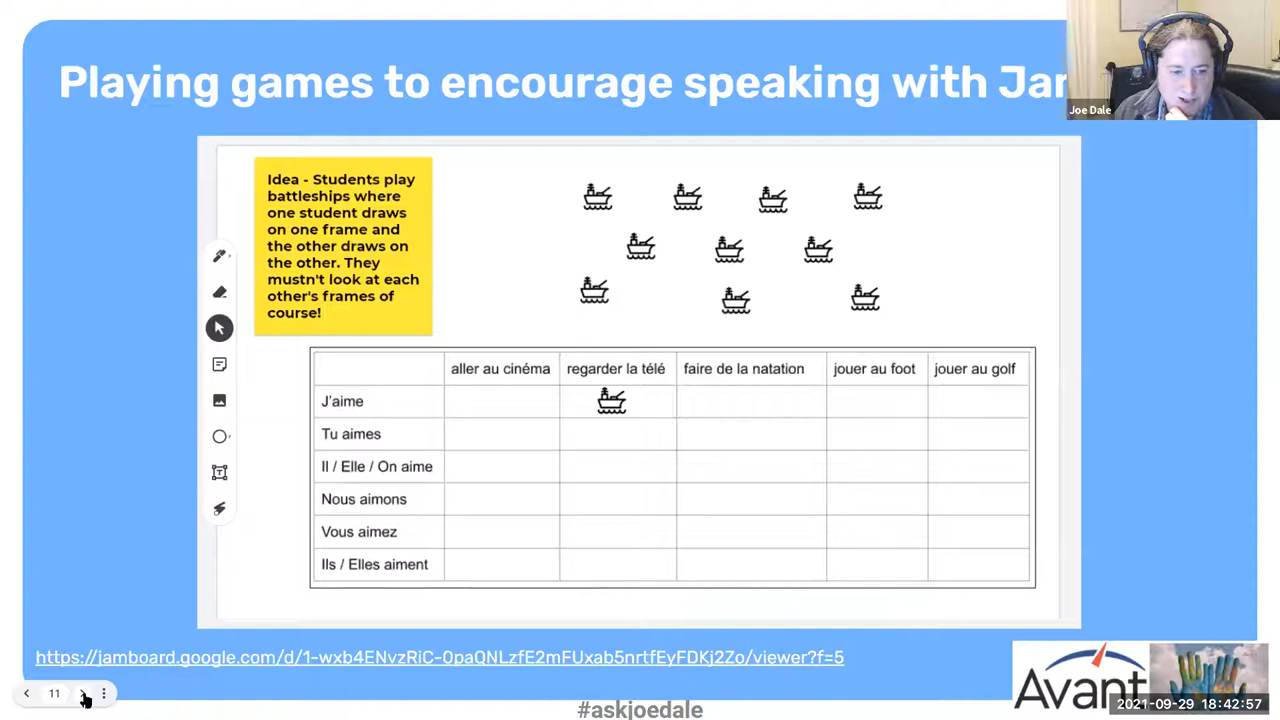 Playing games to encourage speaking with Jam
Joe Dale
Idea - Students play
battleships where
one student draws
on one frame and
the other draws on
the other. They
mustn't look at each
other's frames of
course!
aller au cinéma regarder la télé faire de la natation jouer au foot jouer au golf
J'aime
Tu aimes
Il / Elle / On aime
Nous aimons
Vous aimez
Ils / Elles aiment
https://jamboard.google.com/d/1-wxb4ENvzRiC-0paQNLzfE2mFUxab5nrtfEyFDKj2Zo/viewer?f=5
11
Avant
2021-09-29 18:42:57
#askjoedale